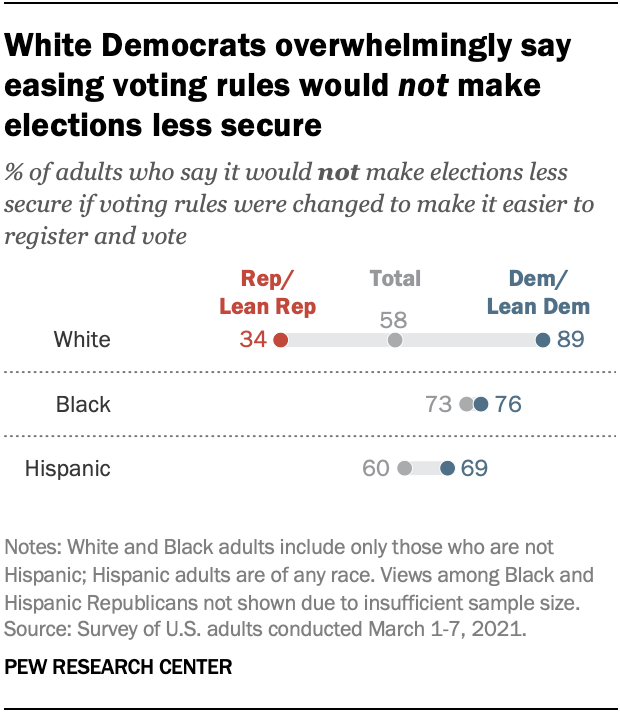 White Democrats overwhelmingly say
easing voting rules would not make
elections less secure
% of adults who say it would not make elections less
secure if voting rules were changed to make it easier to
register and vote
Rep/
Lean Rep
Total
Dem/
Lean Dem
58
White 34 89
Black 73 76
Hispanic 60 69
Notes: White and Black adults include only those who are not
Hispanic; Hispanic adults are of any race. Views among Black and
Hispanic Republicans not shown due to insufficient sample size.
Source: Survey of U.S. adults conducted March 1-7, 2021.
PEW RESEARCH CENTER